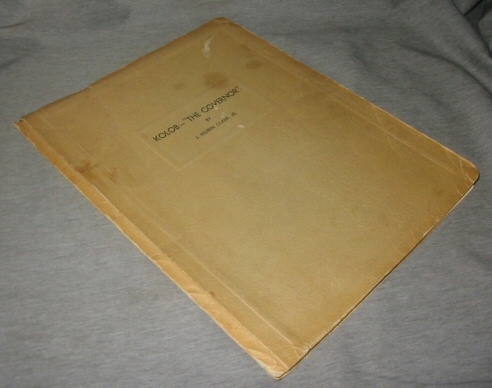 KOLOB—"THE GOVERNOR"
BY
J. REUBEN CLARK, JR.